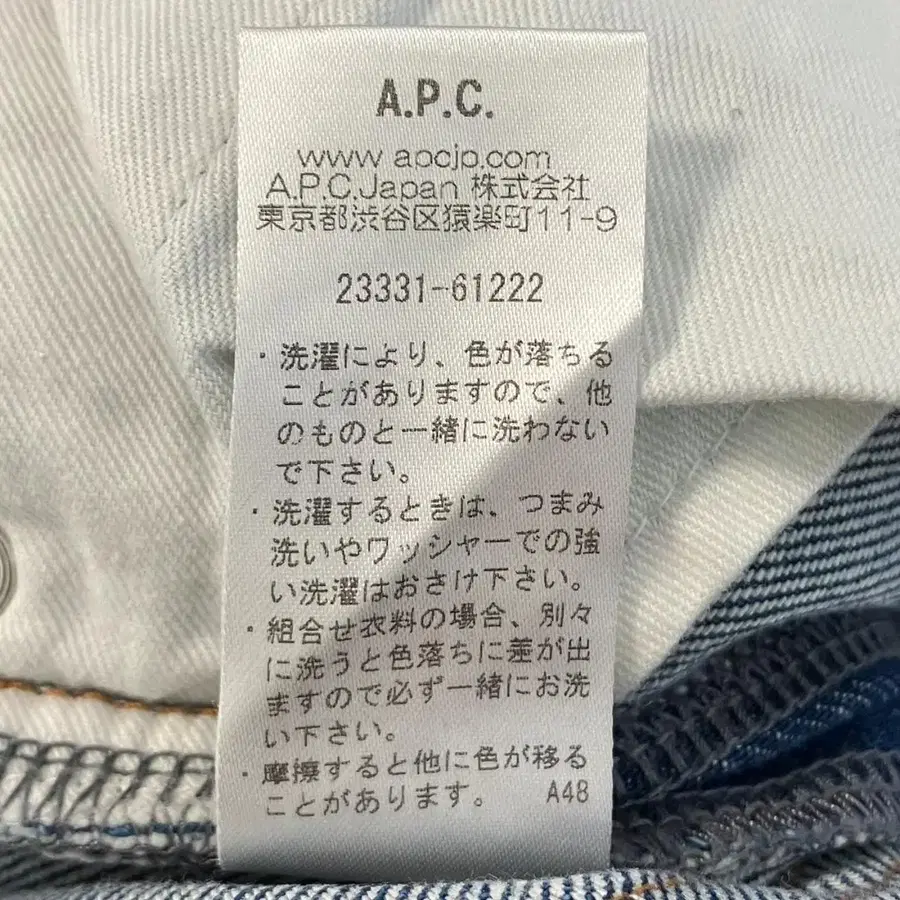 A.P.C.
www apcjp.com
A.P.C.Japan 株式会社
東京都渋谷区猿楽町11-9
23331-61222
・洗濯により、色が落ちる
ことがありますので、他
のものと一緒に洗わない
で下さい。
・洗濯するときは、つまみ
洗いやワッシャーでの強
い洗濯はおさけ下さい。
・組合せ衣料の場合、別々
に洗うと色落ちに差が出
ますので必ず一緒にお洗
い下さい。
・摩擦すると他に色が移る
ことがあります。 A48